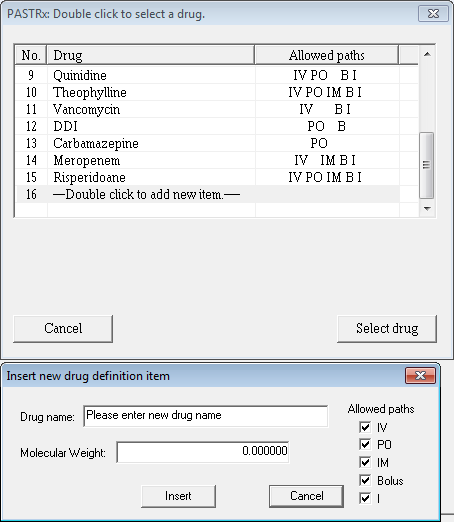 PASTRx: Double click to select a drug.
No. Drug Allowed paths
9 Quinidine IV PO B I
10 Theophylline IV PO IM B I
11 Vancomycin IV B I
12 DDI PO B
13 Carbamazepine PO
14 Meropenem IV IM B I
15 Risperidoane IV PO IM B I
16 —Double click to add new item.—
Cancel Select drug
Insert new drug definition item
Drug name: Please enter new drug name
Molecular Weight: 0.000000
Allowed paths
IV
PO
IM
Bolus
I
Insert Cancel